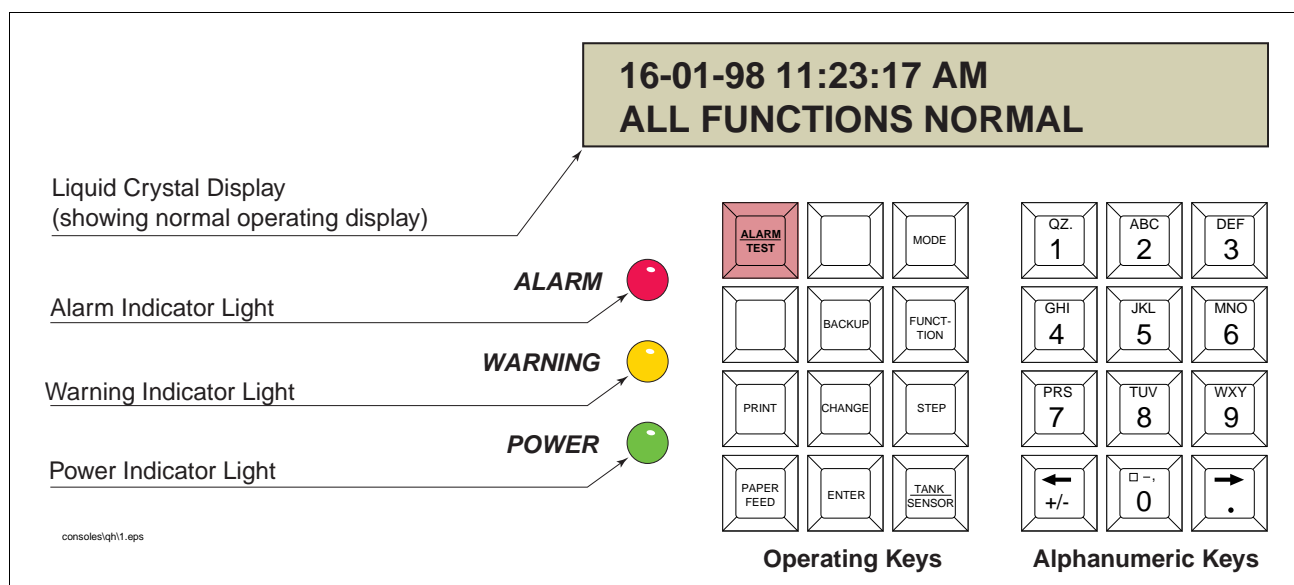 16-01-98 11:23:17 AM
ALL FUNCTIONS NORMAL
Liquid Crystal Display
(showing normal operating display)
ALARM
Alarm Indicator Light
WARNING
Warning Indicator Light
POWER
Power Indicator Light
consoles\qh\1.eps
ALARM
TEST
MODE
BACKUP
FUNCT-
TION
PRINT
CHANGE
STEP
PAPER
FEED
ENTER
TANK
SENSOR
Operating Keys
QZ.
1
ABC
2
DEF
3
GHI
4
JKL
5
MNO
6
PRS
7
TUV
8
WXY
9
+/-
–,
0
.
Alphanumeric Keys